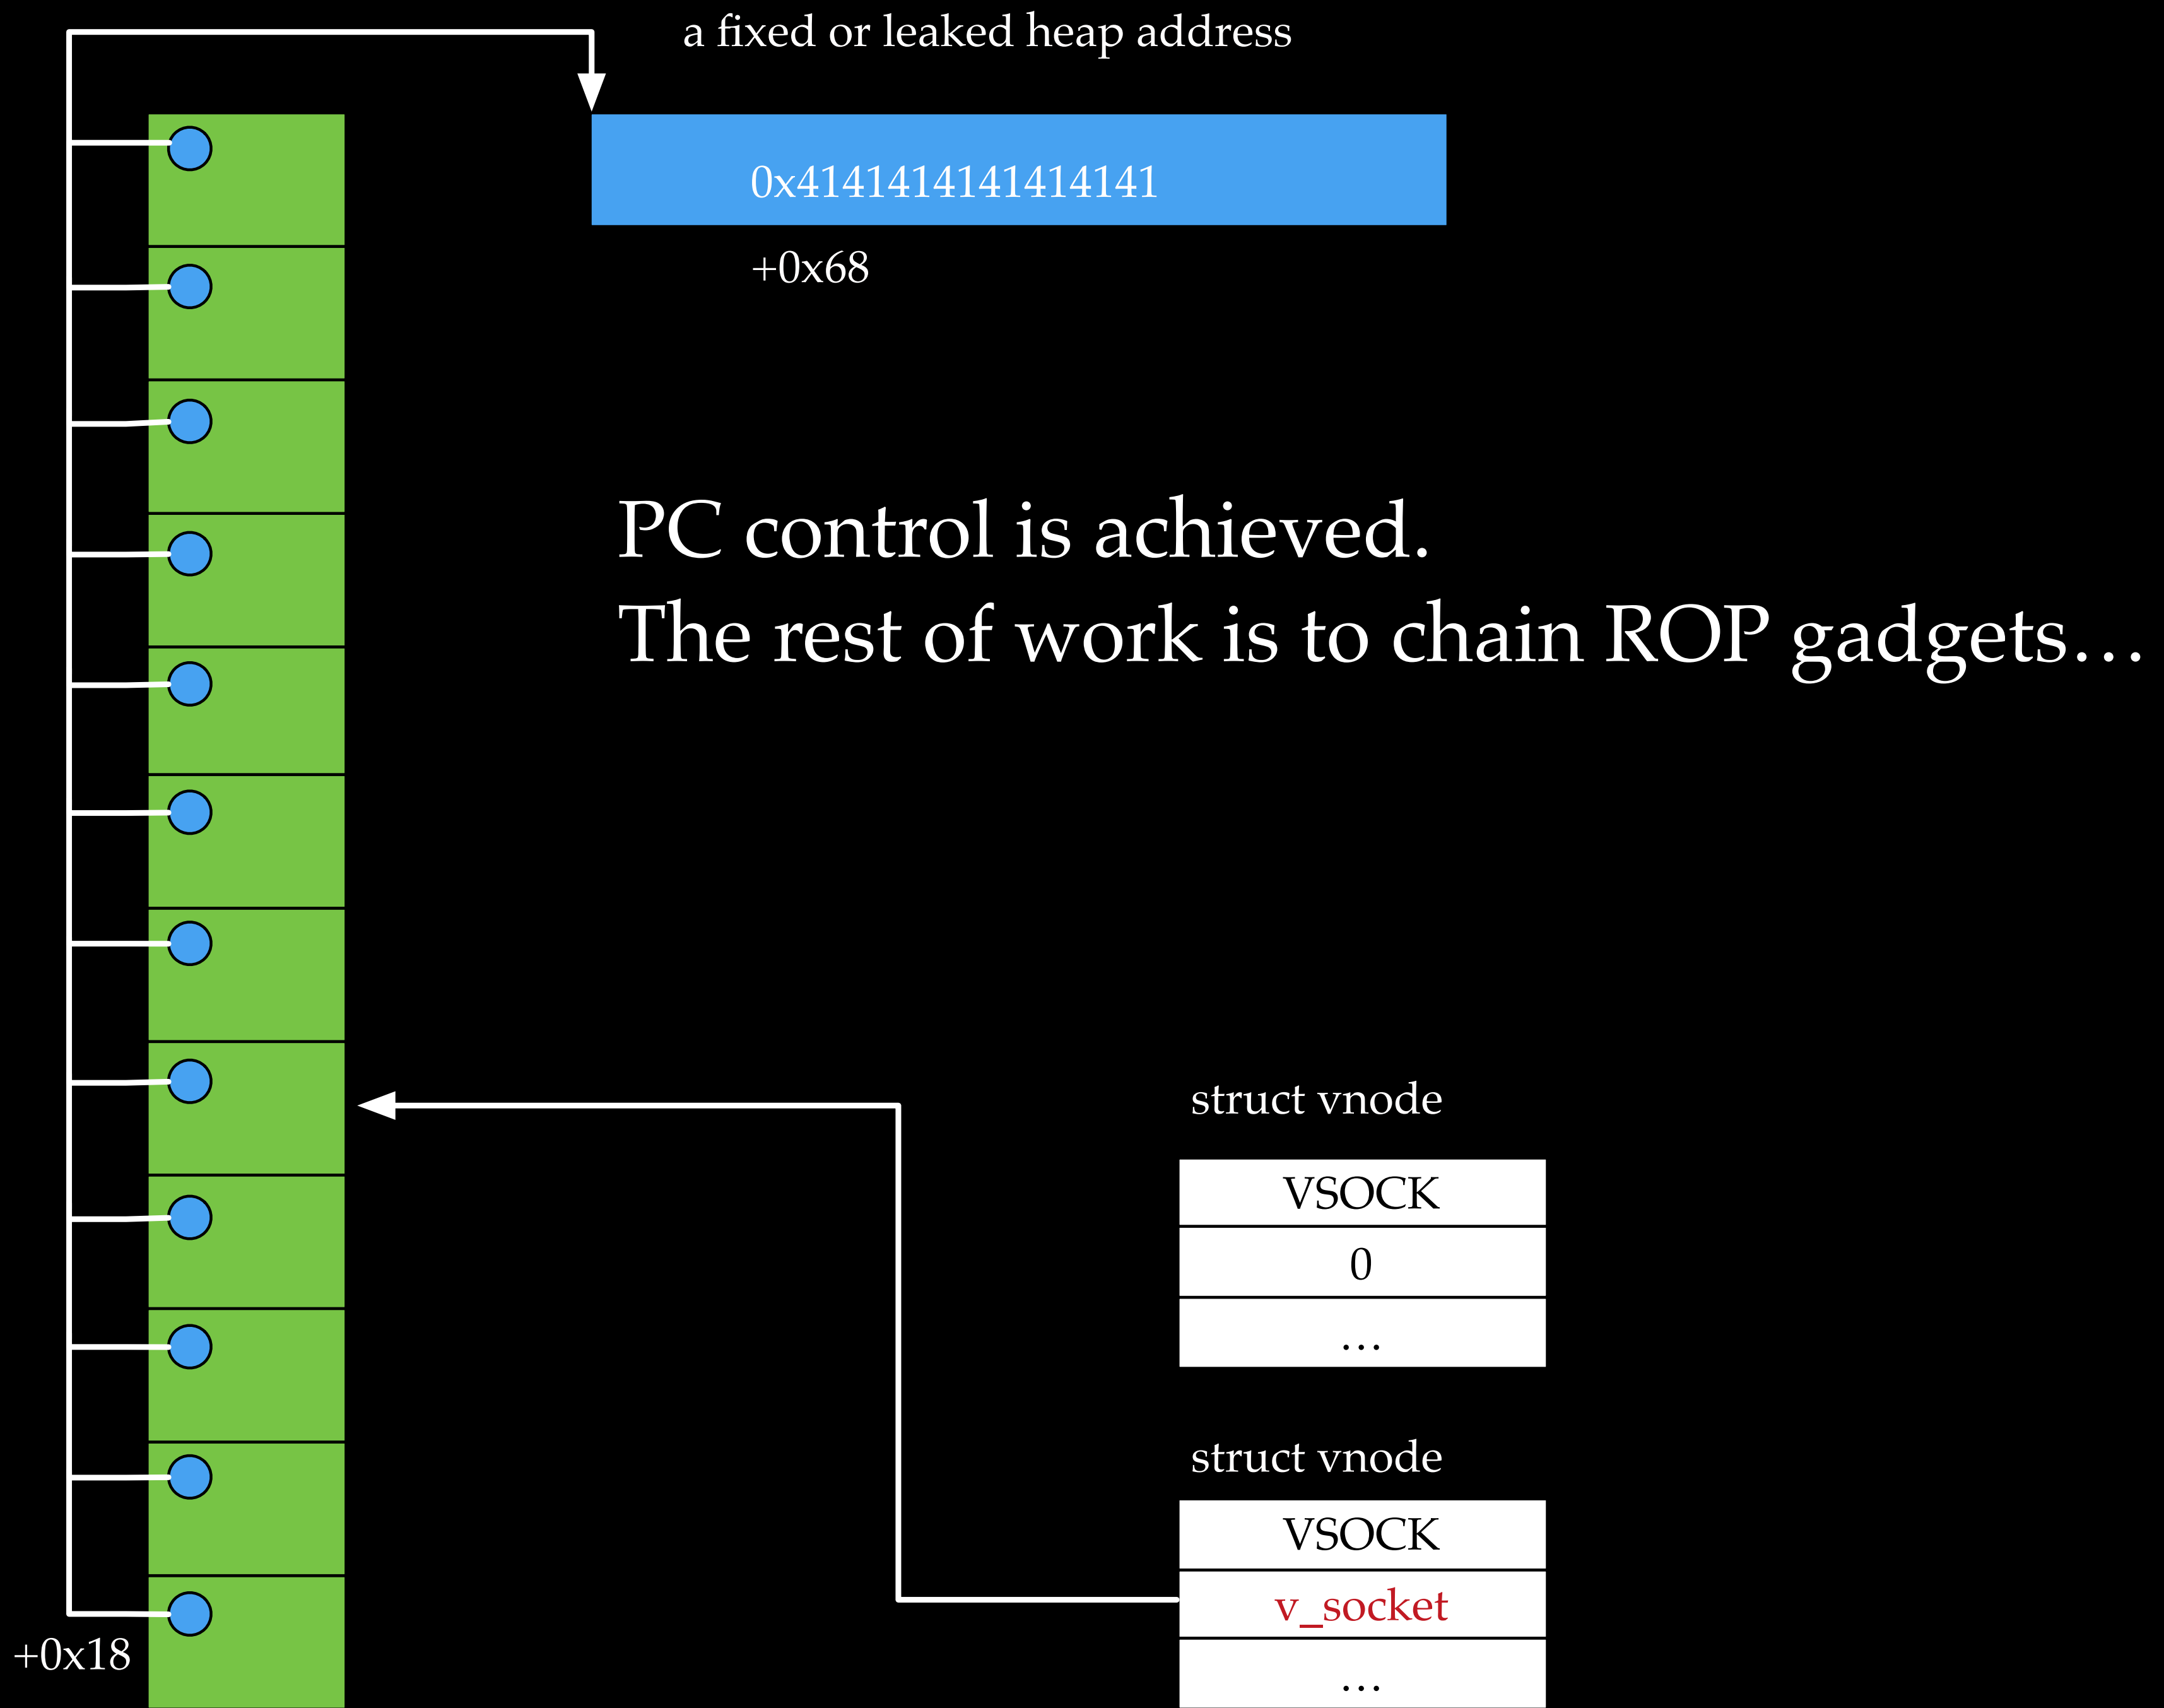 a fixed or leaked heap address
0x4141414141414141
+0x68
PC control is achieved.
The rest of work is to chain ROP gadgets...
struct vnode
VSOCK
0
...
struct vnode
VSOCK
v_socket
...
+0x18